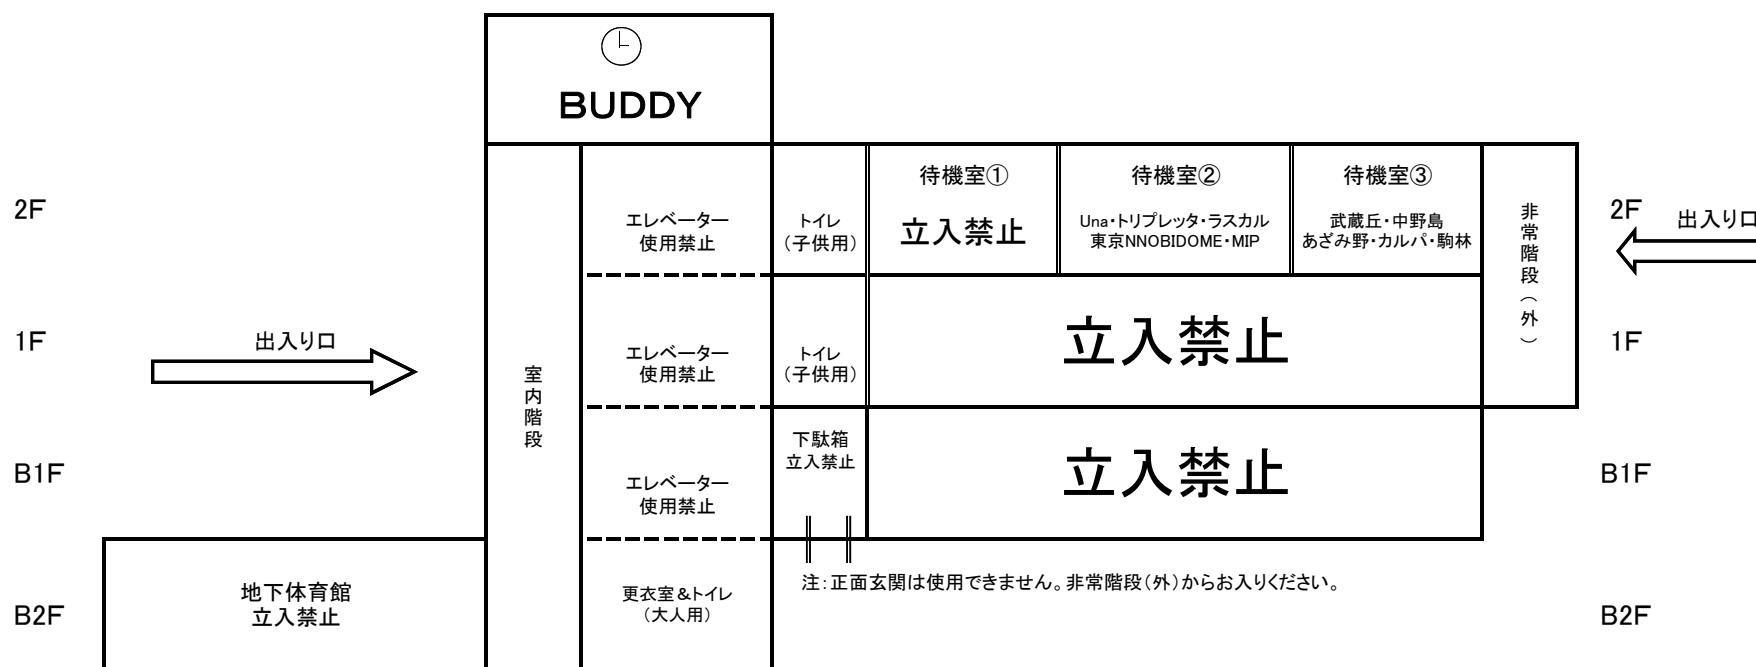 BUDDY
2F
エレベーター
使用禁止
トイレ
(子供用)
待機室①
立入禁止
待機室②
Una・トリプレッタ・ラスカル
東京NNOBIDOME・MIP
待機室③
武蔵丘・中野島
あざみ野・カルパ・駒林
非常階段(外)
2F
出入り口
1F
出入り口
室内階段
エレベーター
使用禁止
トイレ
(子供用)
立入禁止
1F
B1F
エレベーター
使用禁止
下駄箱
立入禁止
立入禁止
B1F
B2F
地下体育館
立入禁止
更衣室&トイレ
(大人用)
注:正面玄関は使用できません。非常階段(外)からお入りください。
B2F